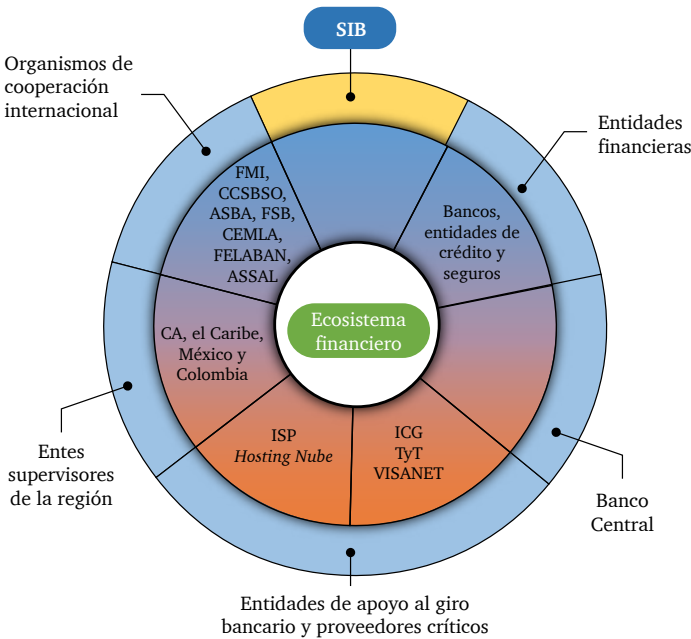 SIB
Organismos de
cooperación
internacional
Entidades
financieras
FMI,
CCSBSO,
ASBA, FSB,
CEMLA,
FELABAN,
ASSAL
Bancos,
entidades de
crédito y
seguros
Ecosistema
financiero
CA, el Caribe,
México y
Colombia
ISP
Hosting Nube
ICG
TyT
VISANET
Entes
supervisores
de la región
Banco
Central
Entidades de apoyo al giro
bancario y proveedores críticos